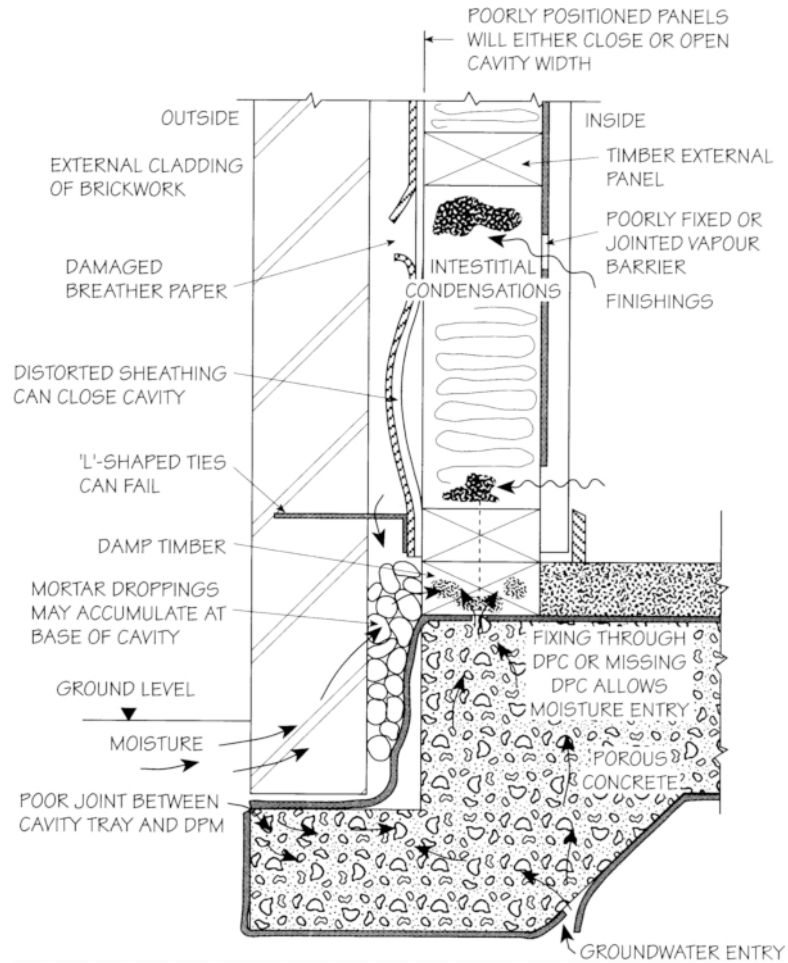 POORLY POSITIONED PANELS
WILL EITHER CLOSE OR OPEN
CAVITY WIDTH
OUTSIDE
INSIDE
EXTERNAL CLADDING
OF BRICKWORK
TIMBER EXTERNAL
PANEL
DAMAGED
BREATHER PAPER
POORLY FIXED OR
JOINTED VAPOUR
BARRIER
INTESTITIAL
CONDENSATIONS
FINISHINGS
DISTORTED SHEATHING
CAN CLOSE CAVITY
'L'-SHAPED TIES
CAN FAIL
DAMP TIMBER
MORTAR DROPPINGS
MAY ACCUMULATE AT
BASE OF CAVITY
FIXING THROUGH
DPC OR MISSING
DPC ALLOWS
MOISTURE ENTRY
GROUND LEVEL
MOISTURE
POROUS
CONCRETE
POOR JOINT BETWEEN
CAVITY TRAY AND DPM
GROUNDWATER ENTRY